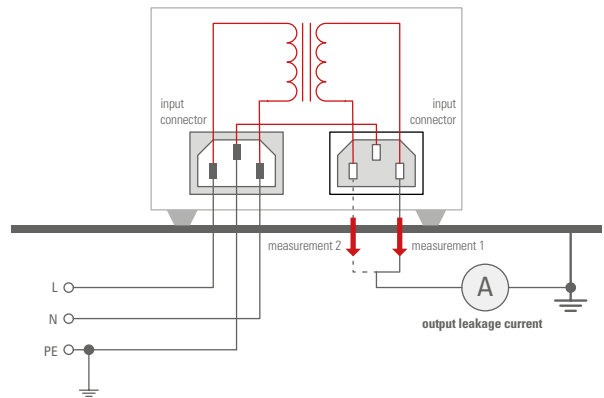 input
connector
input
connector
measurement 2
measurement 1
L
N
PE
A
output leakage current